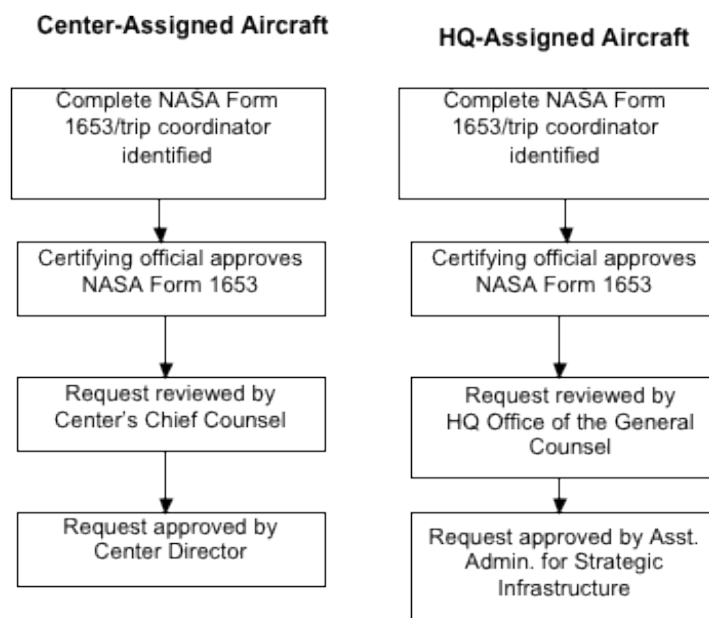 Center-Assigned Aircraft
Complete NASA Form
1653/trip coordinator
identified
Certifying official approves
NASA Form 1653
Request reviewed by
Center's Chief Counsel
Request approved by
Center Director
HQ-Assigned Aircraft
Complete NASA Form
1653/trip coordinator
identified
Certifying official approves
NASA Form 1653
Request reviewed by
HQ Office of the General
Counsel
Request approved by Asst.
Admin. for Strategic
Infrastructure